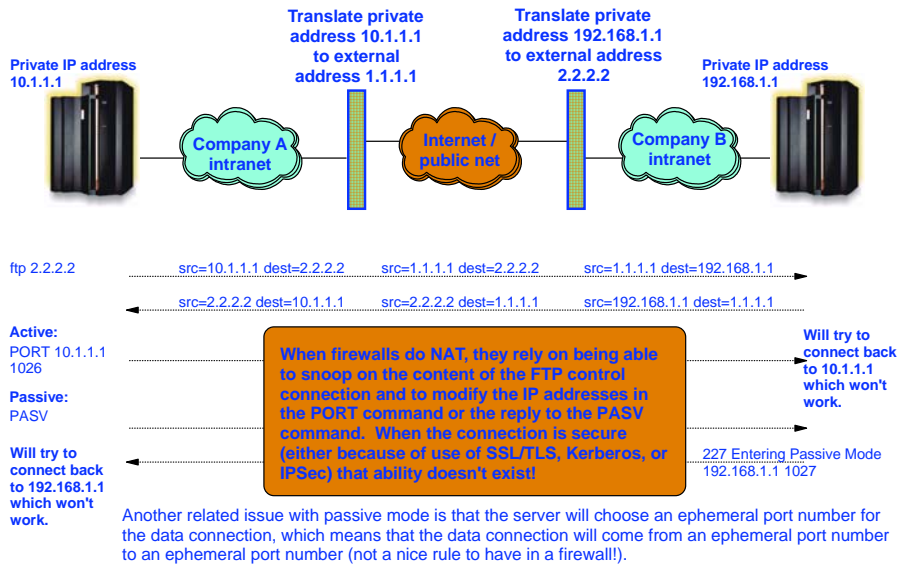 Translate private
address 10.1.1.1
to external
address 1.1.1.1
Translate private
address 192.168.1.1
to external address
2.2.2.2
Private IP address
10.1.1.1
Private IP address
192.168.1.1
Company A
intranet
Internet /
public net
Company B
intranet
ftp 2.2.2.2
src=10.1.1.1 dest=2.2.2.2
src=1.1.1.1 dest=2.2.2.2
src=1.1.1.1 dest=192.168.1.1
src=2.2.2.2 dest=10.1.1.1
src=2.2.2.2 dest=1.1.1.1
src=192.168.1.1 dest=1.1.1.1
Active:
PORT 10.1.1.1
1026
Passive:
PASV
Will try to
connect back
to 192.168.1.1
which won't
work.
When firewalls do NAT, they rely on being able
to snoop on the content of the FTP control
connection and to modify the IP addresses in
the PORT command or the reply to the PASV
command. When the connection is secure
(either because of use of SSL/TLS, Kerberos, or
IPSec) that ability doesn't exist!
Will try to
connect back
to 10.1.1.1
which won't
work.
227 Entering Passive Mode
192.168.1.1 1027
Another related issue with passive mode is that the server will choose an ephemeral port number for
the data connection, which means that the data connection will come from an ephemeral port number
to an ephemeral port number (not a nice rule to have in a firewall!).